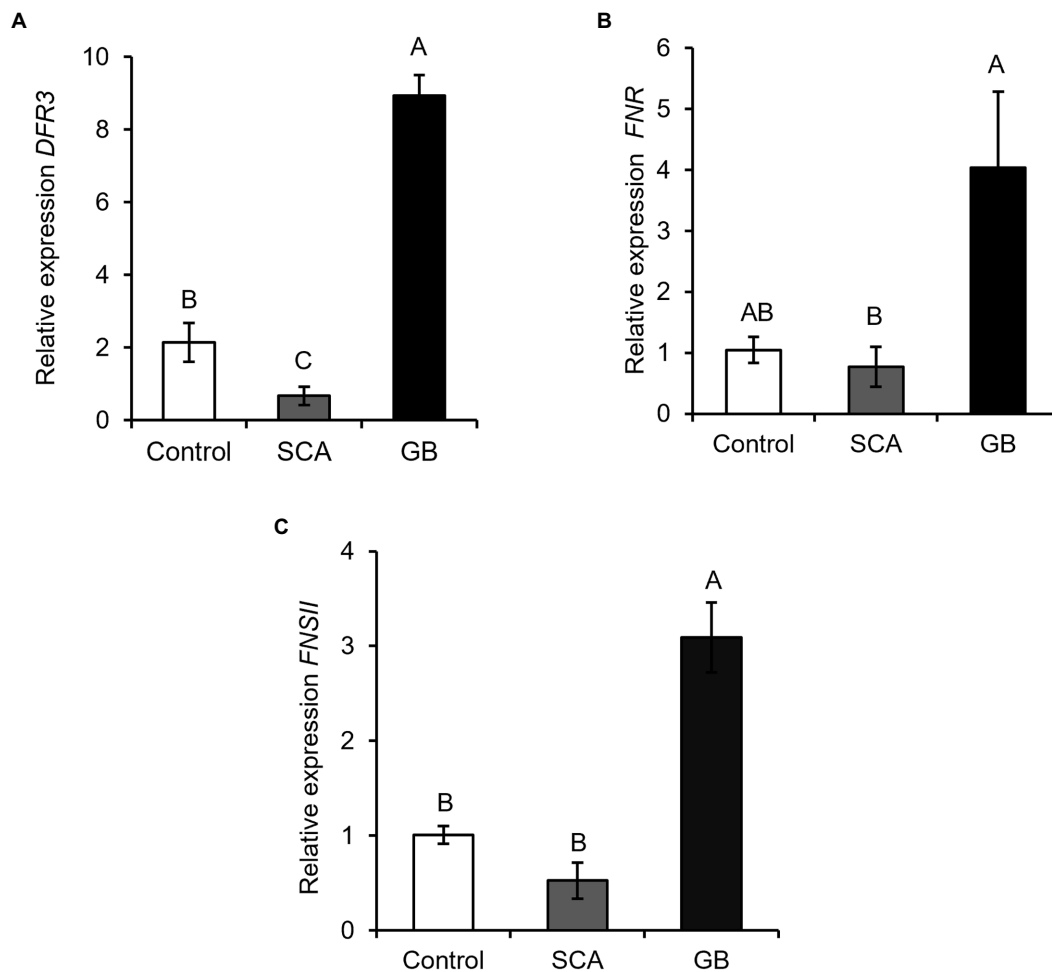 A
Relative expression DFR3
10
8
6
4
2
0
B
C
A
Control SCA GB
B
Relative expression FNR
6
5
4
3
2
1
0
AB
B
A
Control SCA GB
C
Relative expression FNSII
4
3
2
1
0
B
B
A
Control SCA GB